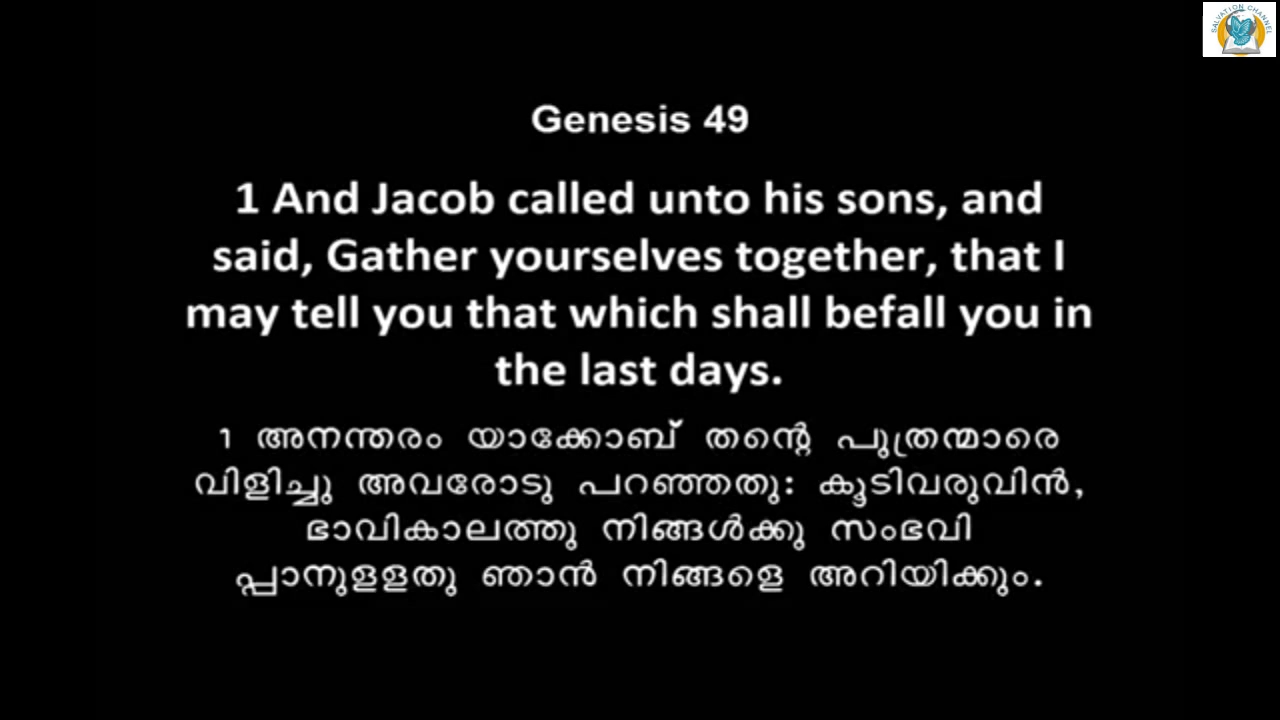 SALVATION CHANNEL
Genesis 49
1 And Jacob called unto his sons, and
said, Gather yourselves together, that I
may tell you that which shall befall you in
the last days.
1 അനന്തരം യാക്കോബ് തന്റെ പുത്രന്മാരെ
വിളിച്ചു അവരോടു പറഞ്ഞതു: കൂടിവരുവിൻ,
ഭാവികാലത്തു നിങ്ങൾക്കു സംഭവി
പ്പാനുളളതു ഞാൻ നിങ്ങളെ അറിയിക്കും.